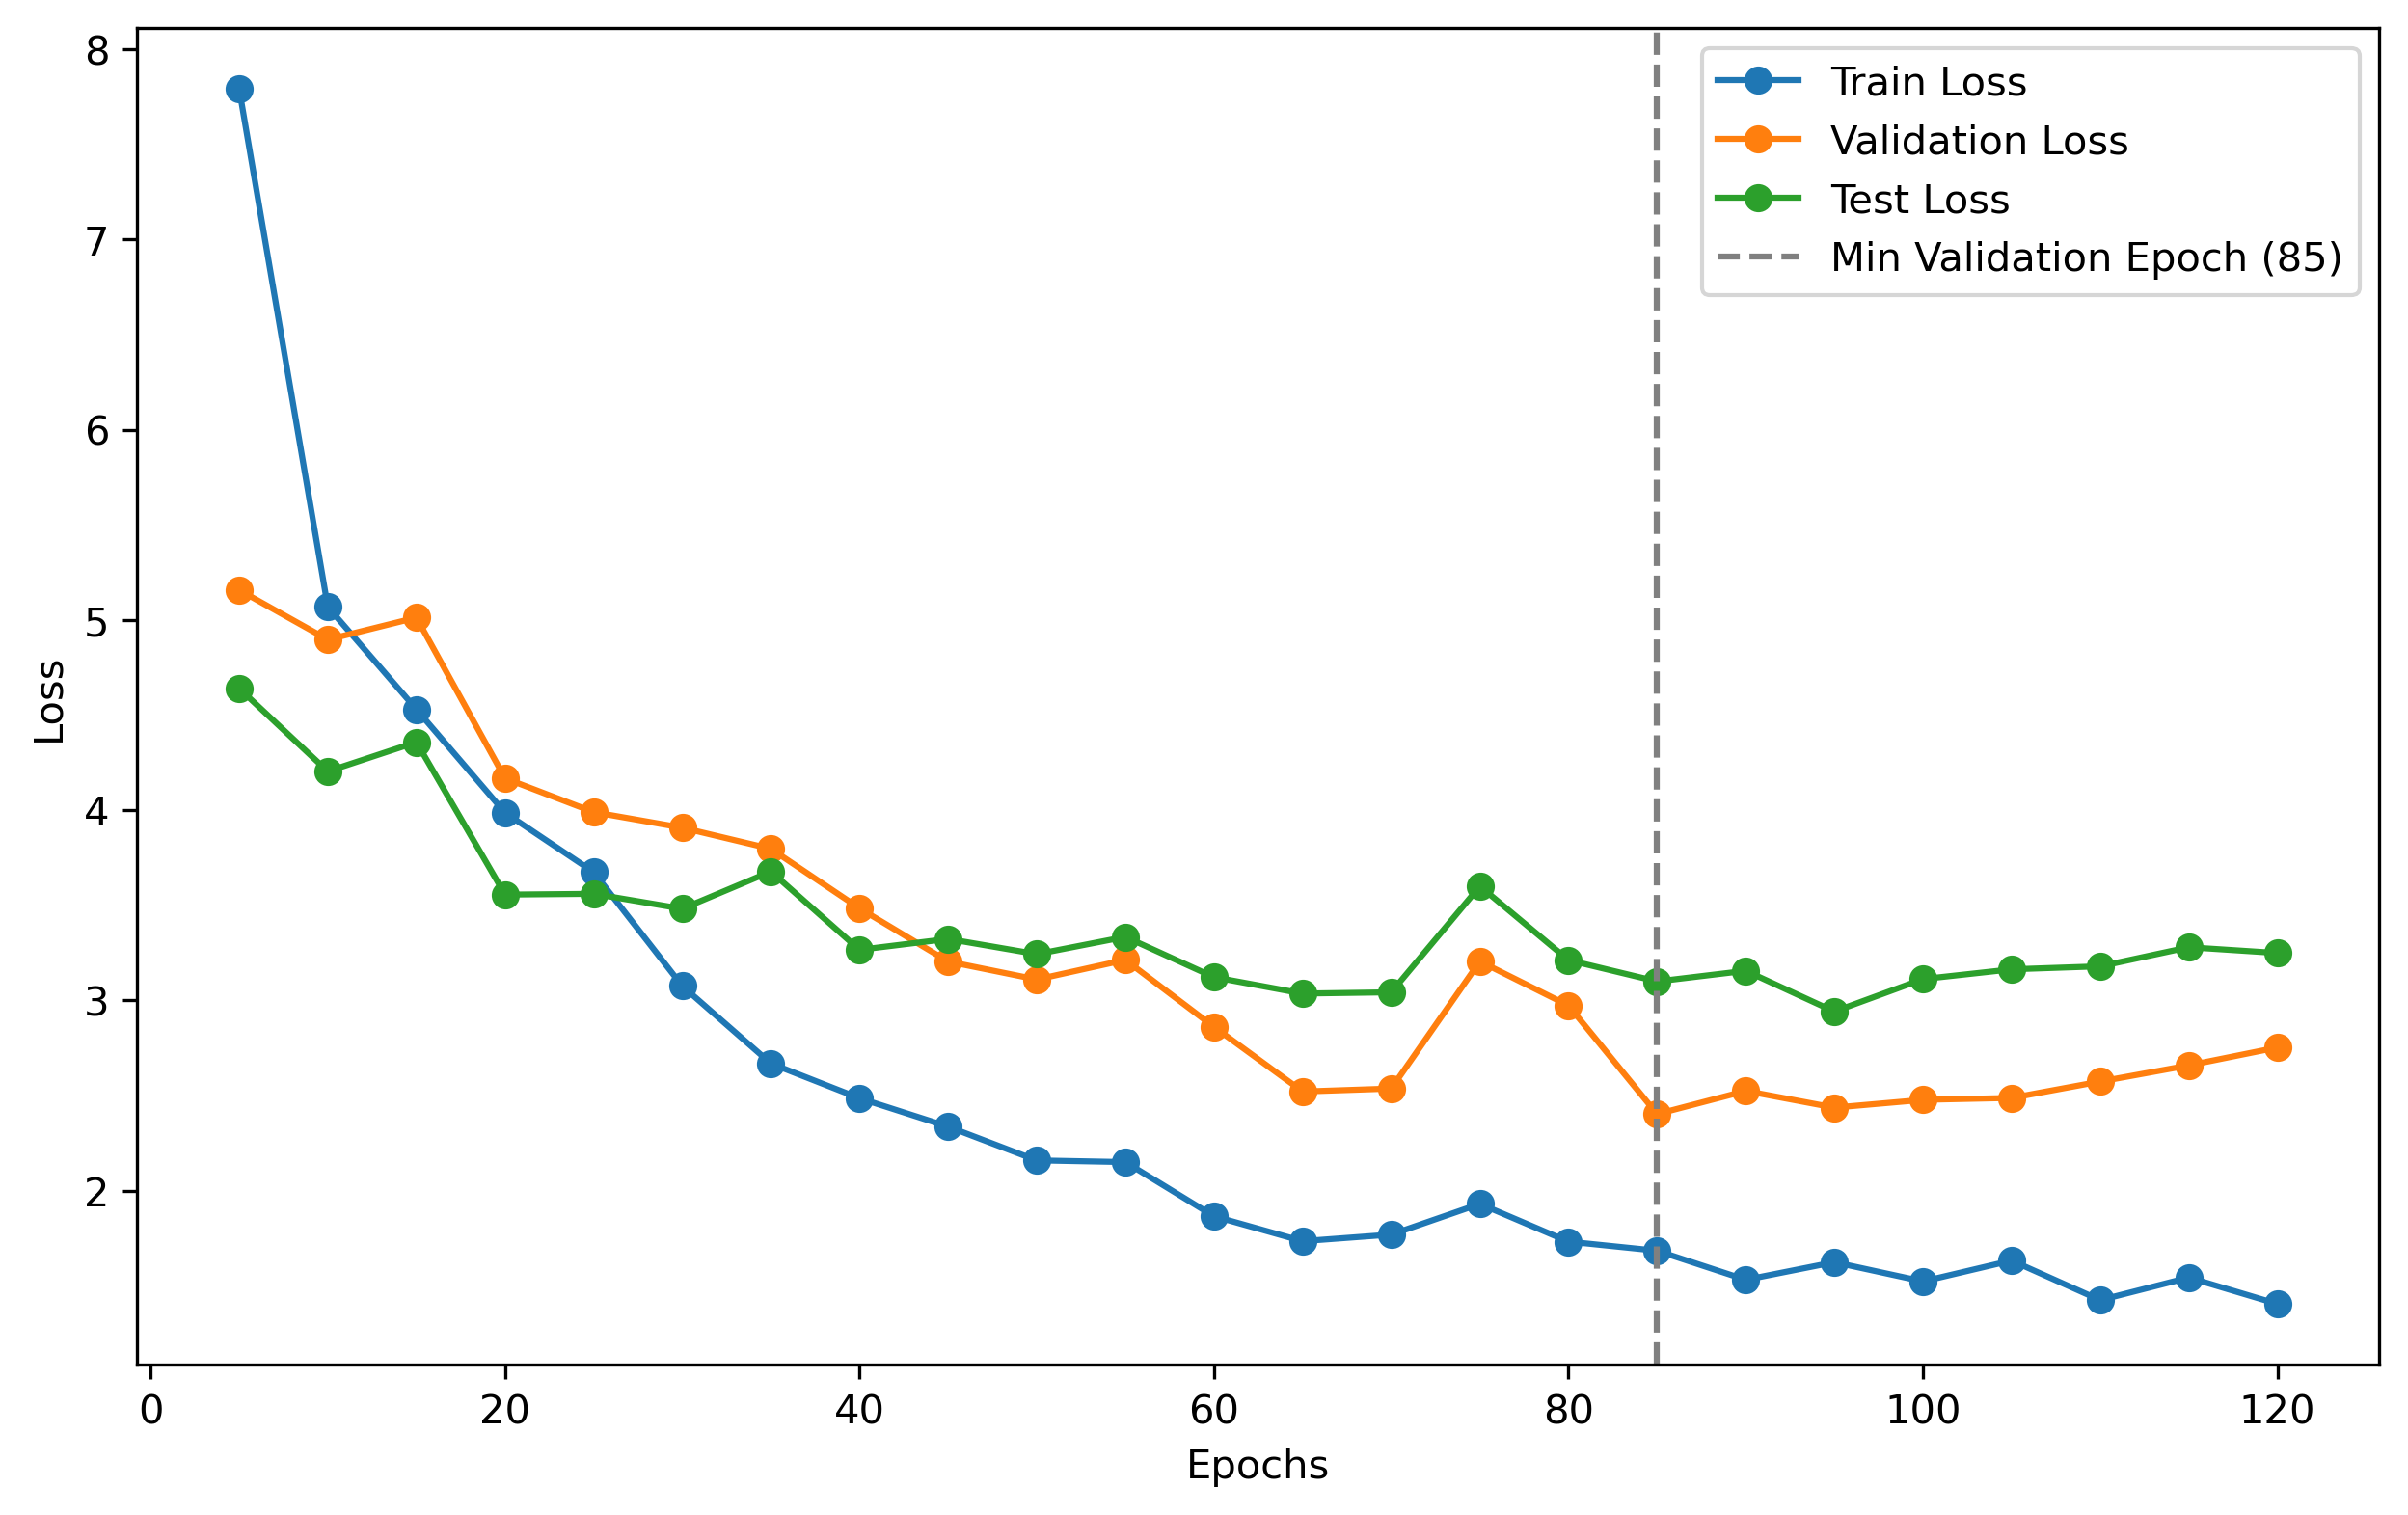 8
7
6
5
4
3
2
Loss
Train Loss
Validation Loss
Test Loss
Min Validation Epoch (85)
0 20 40 60 80 100 120
Epochs